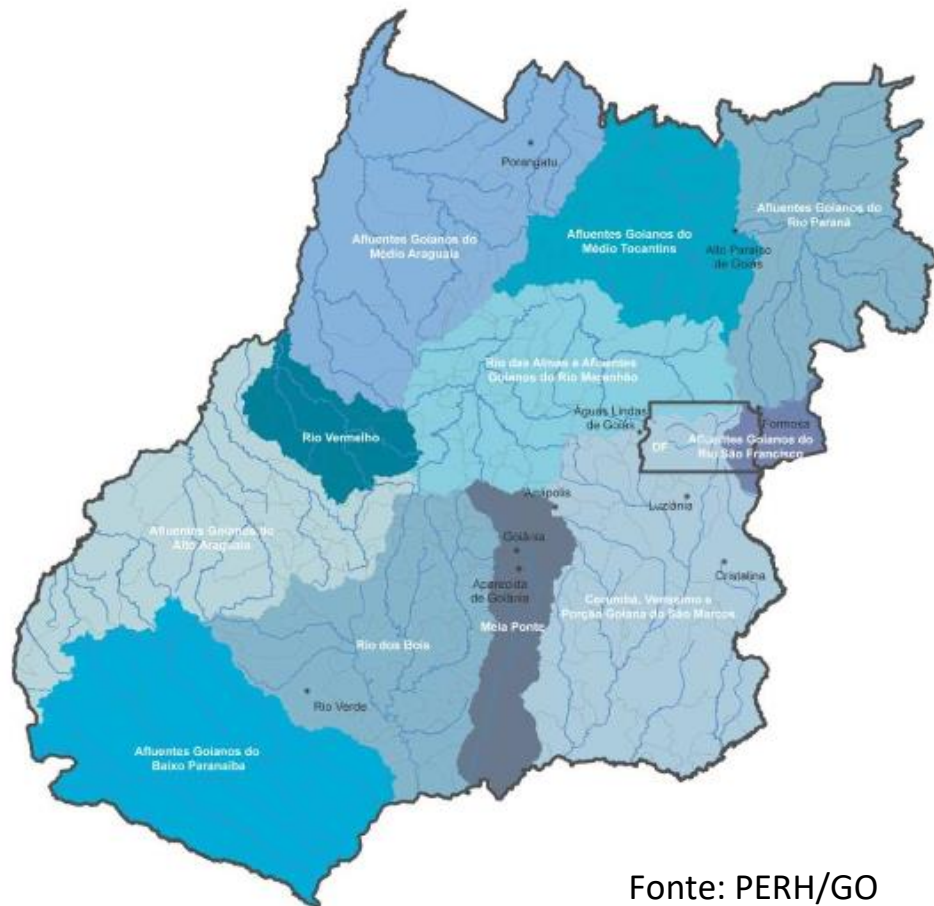 Porangatu
Afluentes Goianos do
Rio Paranã
Afluentes Goianos do
Médio Araguaia
Afluentes Goianos do
Médio Tocantins
Alto Paraíso
de Goiás
Rio das Almas e Afluentes
Goianos do Rio Maranhão
Águas Lindas
de Goiás
Formosa
Rio Vermelho
DF
Afluentes Goianos do
Rio São Francisco
Anápolis
Luziânia
Afluentes Goianos do
Alto Araguaia
Goiânia
Aparecida
de Goiânia
Cristalina
Corumbá, Veríssimo e
Porção Goiana do São Marcos
Meia Ponte
Rio dos Bois
Rio Verde
Afluentes Goianos do
Baixo Paranaíba
Fonte: PERH/GO